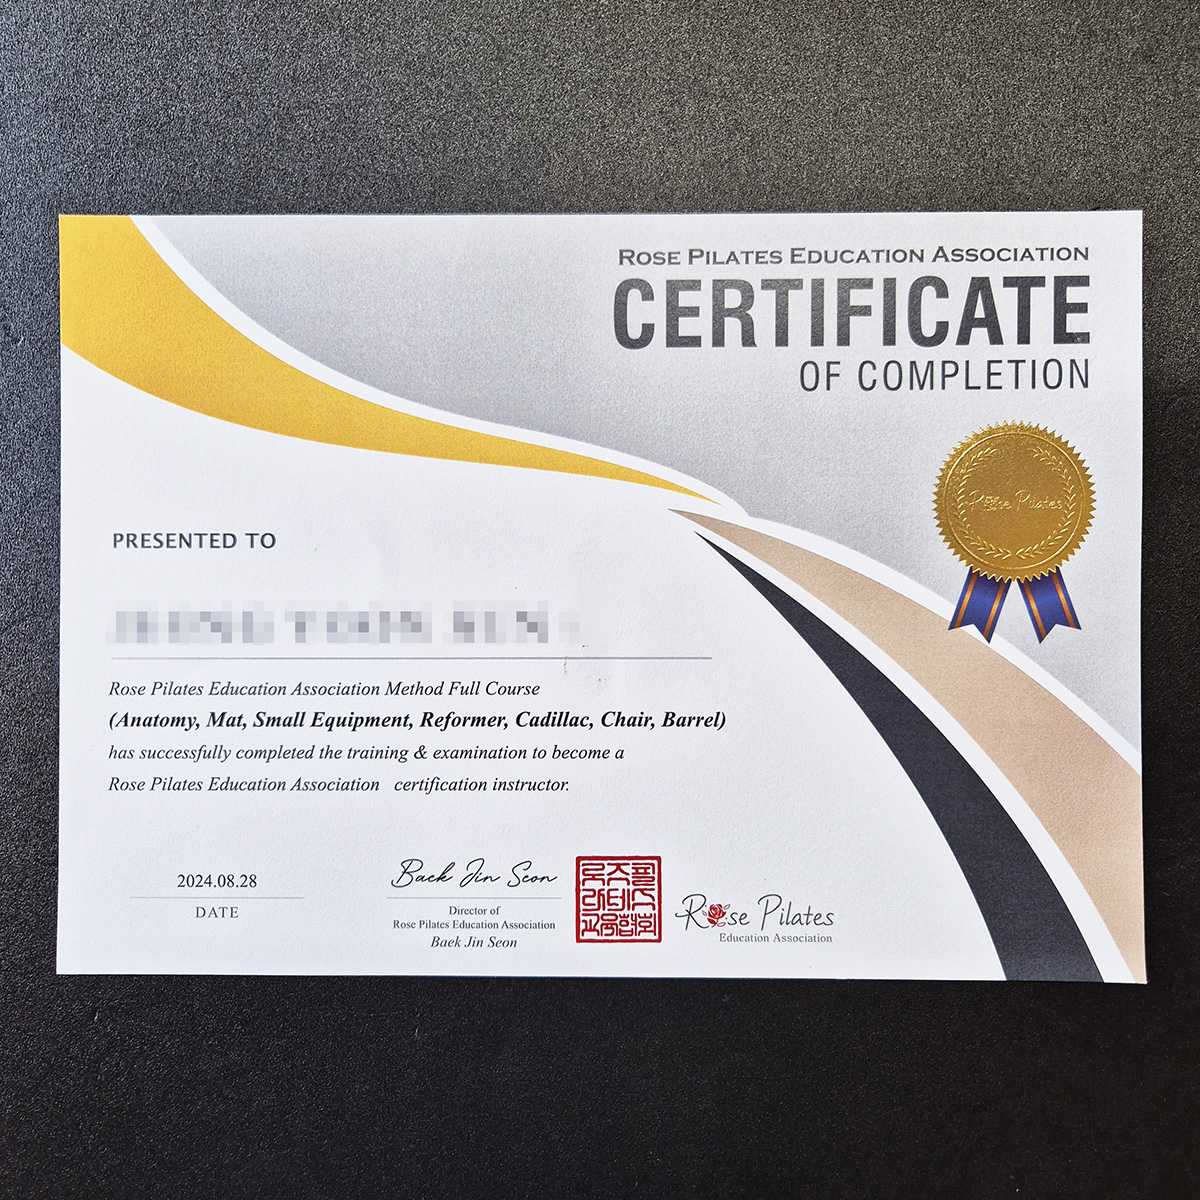 ROSE PILATES EDUCATION ASSOCIATION
CERTIFICATE
OF COMPLETION
Rose Pilates
PRESENTED TO
Rose Pilates Education Association Method Full Course
(Anatomy, Mat, Small Equipment, Reformer, Cadillac, Chair, Barrel)
has successfully completed the training & examination to become a
Rose Pilates Education Association certification instructor.
2024.08.28
DATE
Baek Jin Seon
Director of
Rose Pilates Education Association
Baek Jin Seon
Rose Pilates
Education Association